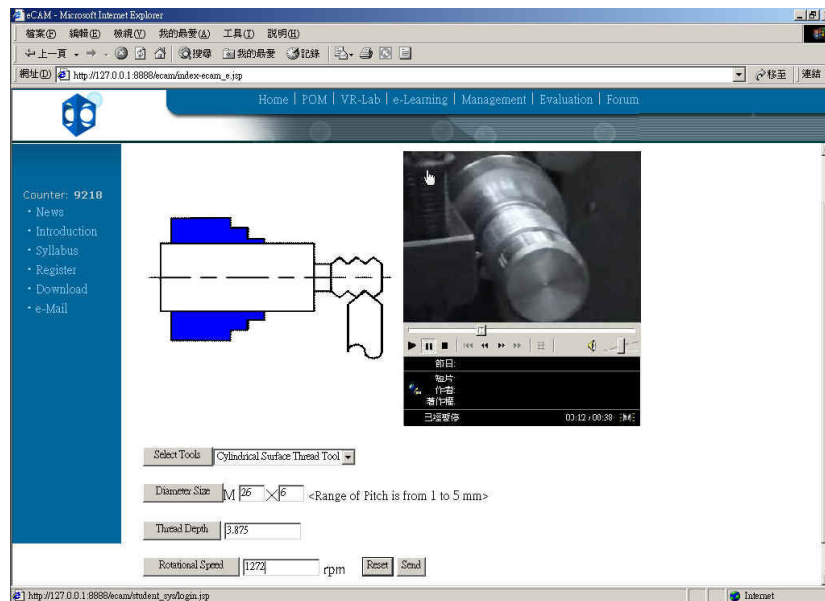 eCAM - Microsoft Internet Explorer
檔案(F) 編輯(E) 檢視(V) 我的最愛(A) 工具(T) 說明(H)
上一頁 搜尋 我的最愛 記錄
網址(D) http://127.0.0.1:8888/ecam/index-ecam_e.jsp 移至 連結
Home | POM | VR-Lab | e-Learning | Management | Evaluation | Forum
Counter: 9218
• News
• Introduction
• Syllabus
• Register
• Download
• e-Mail
節目:
短片:
作者:
著作權:
已經暫停 00:38
Select Tools Cylindrical Surface Thread Tool
Diameter Size M 26 X 6 <Range of Pitch is from 1 to 5 mm>
Thread Depth 3.875
Rotational Speed 1272 rpm Reset Send
http://127.0.0.1:8888/ecam/student_sys/login.jsp Internet